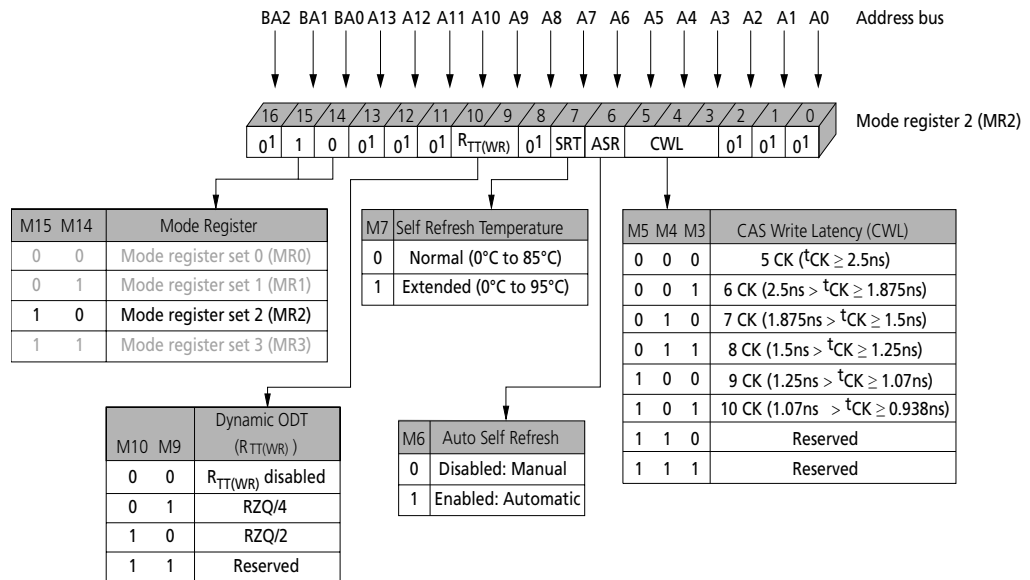 BA2 BA1 BA0 A13 A12 A11 A10 A9 A8 A7 A6 A5 A4 A3 A2 A1 A0 Address bus
16 15 14 13 12 11 10 9 8 7 6 5 4 3 2 1 0
Mode register 2 (MR2)
0¹ 1 0 0¹ 0¹ 0¹ RTT(WR) 0¹ SRT ASR CWL 0¹ 0¹ 0¹
M15 M14 Mode Register
0 0 Mode register set 0 (MR0)
0 1 Mode register set 1 (MR1)
1 0 Mode register set 2 (MR2)
1 1 Mode register set 3 (MR3)
M7 Self Refresh Temperature
0 Normal (0°C to 85°C)
1 Extended (0°C to 95°C)
M5 M4 M3 CAS Write Latency (CWL)
0 0 0 5 CK (tCK ≥ 2.5ns)
0 0 1 6 CK (2.5ns > tCK ≥ 1.875ns)
0 1 0 7 CK (1.875ns > tCK ≥ 1.5ns)
0 1 1 8 CK (1.5ns > tCK ≥ 1.25ns)
1 0 0 9 CK (1.25ns > tCK ≥ 1.07ns)
1 0 1 10 CK (1.07ns > tCK ≥ 0.938ns)
1 1 0 Reserved
1 1 1 Reserved
Dynamic ODT
M10 M9 (RTT(WR) )
0 0 RTT(WR) disabled
0 1 RZQ/4
1 0 RZQ/2
1 1 Reserved
M6 Auto Self Refresh
0 Disabled: Manual
1 Enabled: Automatic